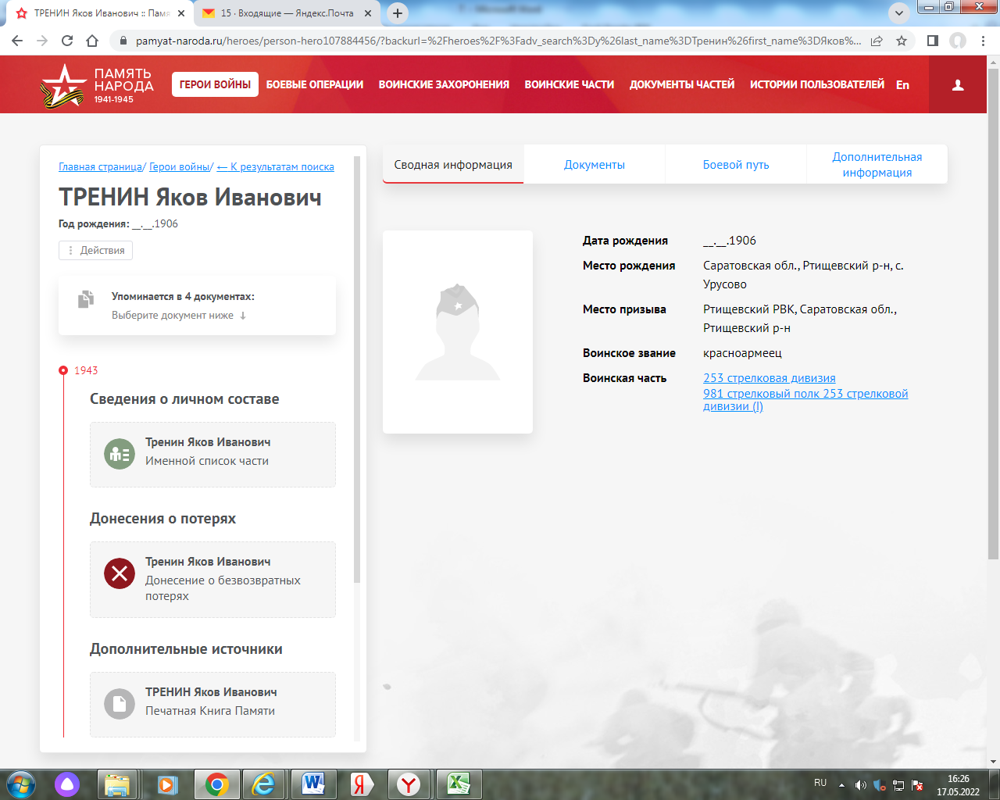 ТРЕНИН Яков Иванович :: Памя
15 · Входящие — Яндекс.Почта
pamyat-naroda.ru/heroes/person-hero107884456/?backurl=%2Fheroes%2F%3Fadv_search%3Dy%26last_name%3DТренин%26first_name%3DЯков%...
ПАМЯТЬ
НАРОДА
1941-1945
ГЕРОИ ВОЙНЫ
БОЕВЫЕ ОПЕРАЦИИ
ВОИНСКИЕ ЗАХОРОНЕНИЯ
ВОИНСКИЕ ЧАСТИ
ДОКУМЕНТЫ ЧАСТЕЙ
ИСТОРИИ ПОЛЬЗОВАТЕЛЕЙ
En
Главная страница/ Герои войны/ ← К результатам поиска
ТРЕНИН Яков Иванович
Год рождения: __.__.1906
Действия
Упоминается в 4 документах:
Выберите документ ниже ↓
1943
Сведения о личном составе
Тренин Яков Иванович
Именной список части
Донесения о потерях
Тренин Яков Иванович
Донесение о безвозвратных
потерях
Дополнительные источники
ТРЕНИН Яков Иванович
Печатная Книга Памяти
Сводная информация
Документы
Боевой путь
Дополнительная
информация
Дата рождения __.__.1906
Место рождения Саратовская обл., Ртищевский р-н, с.
Урусово
Место призыва Ртищевский РВК, Саратовская обл.,
Ртищевский р-н
Воинское звание красноармеец
Воинская часть 253 стрелковая дивизия
981 стрелковый полк 253 стрелковой
дивизии (I)
RU
16:26
17.05.2022